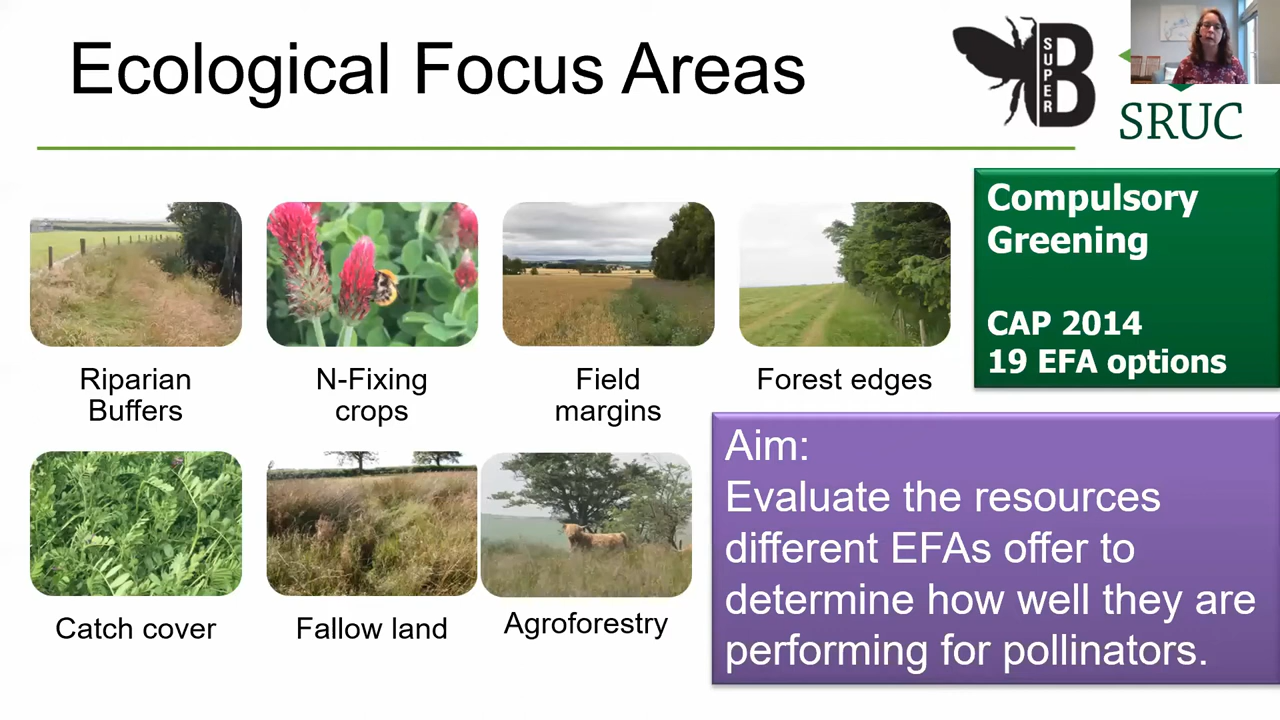 Ecological Focus Areas
SUPER
B
SRUC
Compulsory
Greening
CAP 2014
19 EFA options
Riparian
Buffers
N-Fixing
crops
Field
margins
Forest edges
Catch cover
Fallow land
Agroforestry
Aim:
Evaluate the resources
different EFAs offer to
determine how well they are
performing for pollinators.